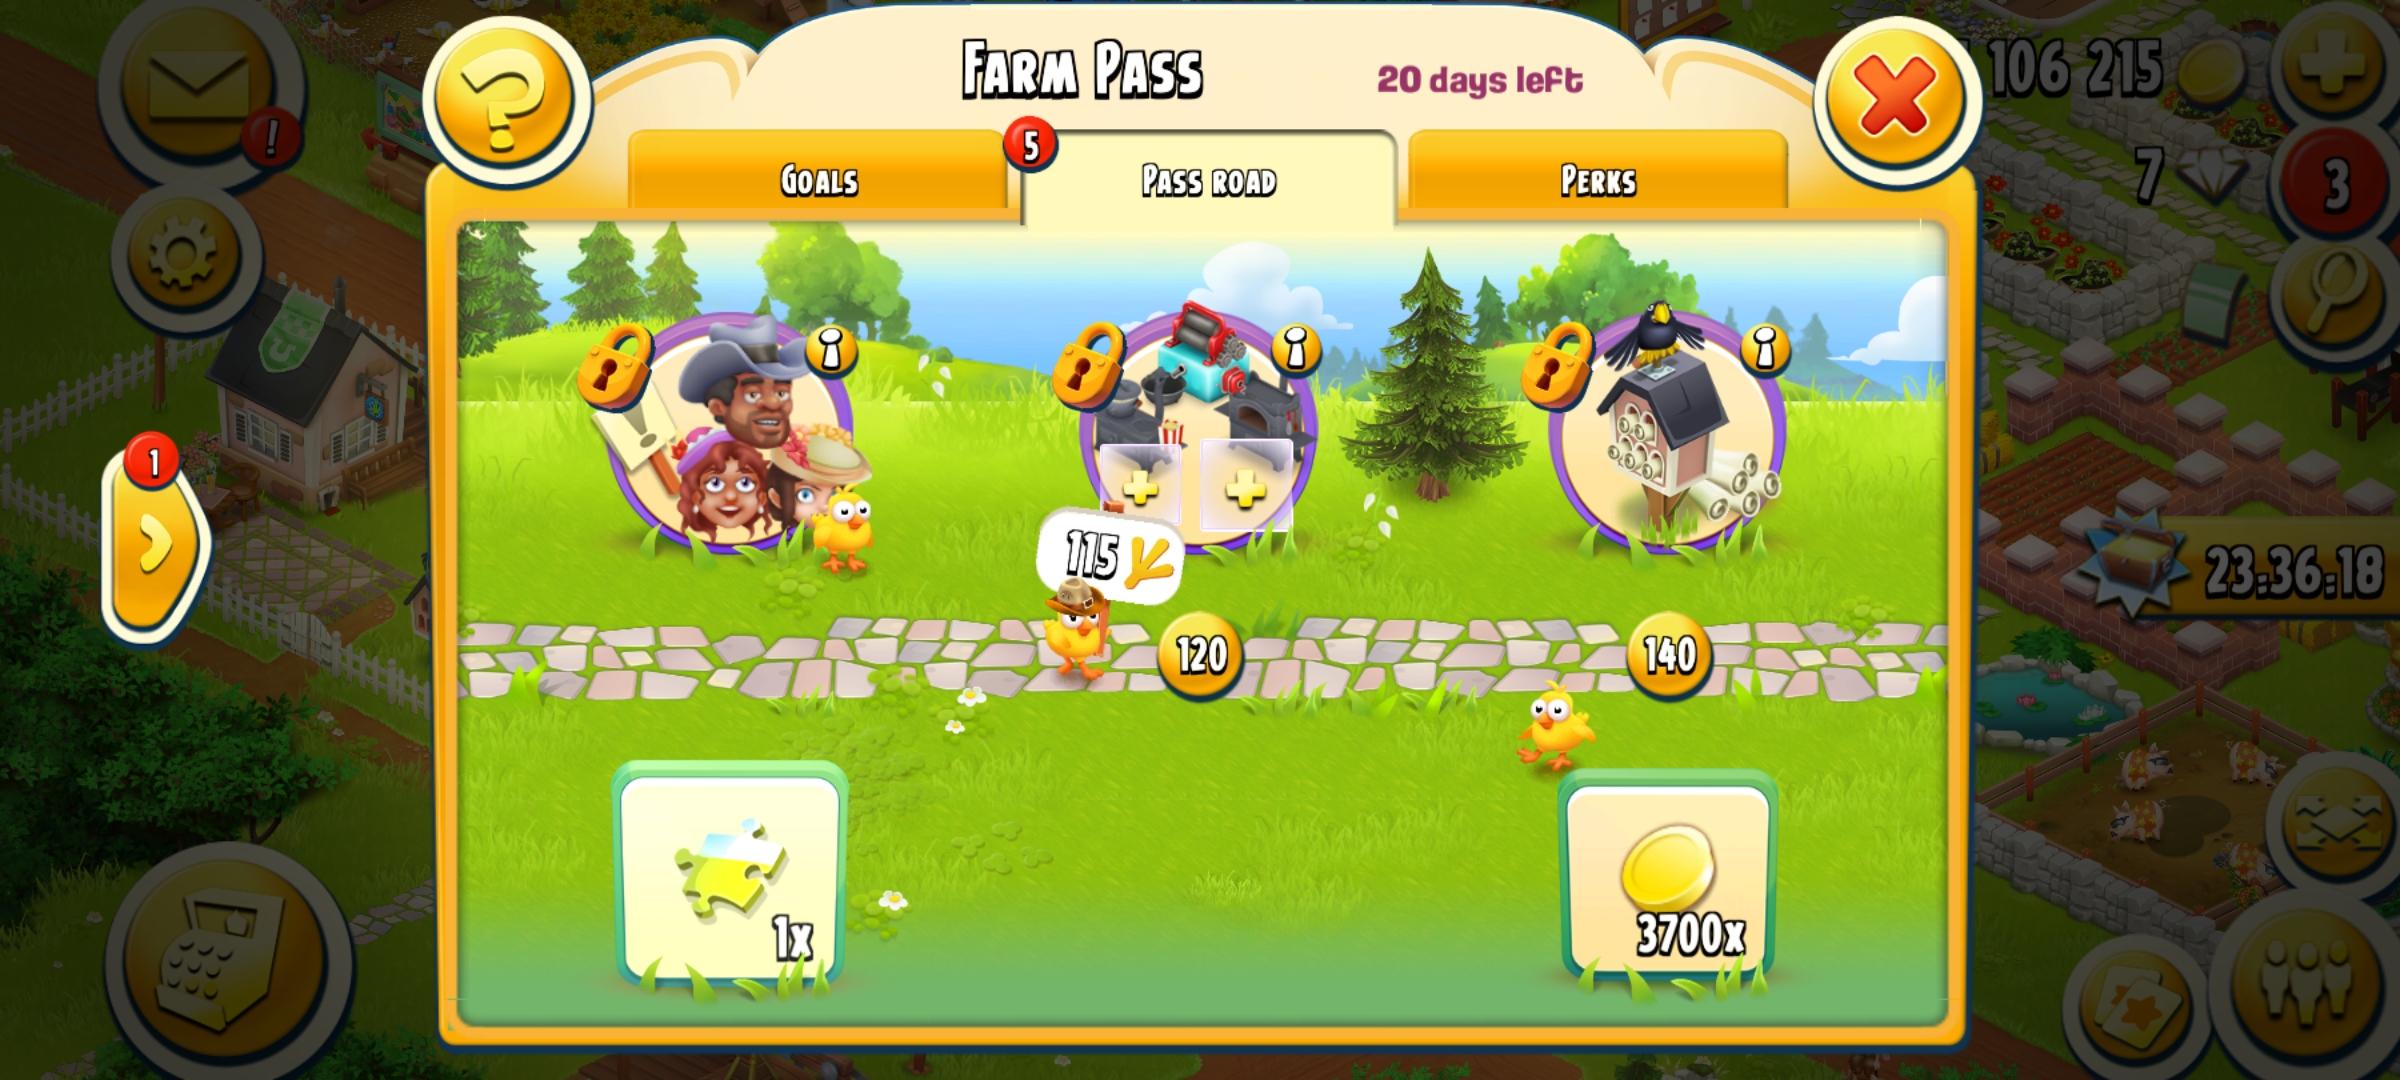 FARM PASS
20 days left
106 215
GOALS
5
PASS ROAD
PERKS
7
3
1
115
23:36:18
120
140
1x
3700x